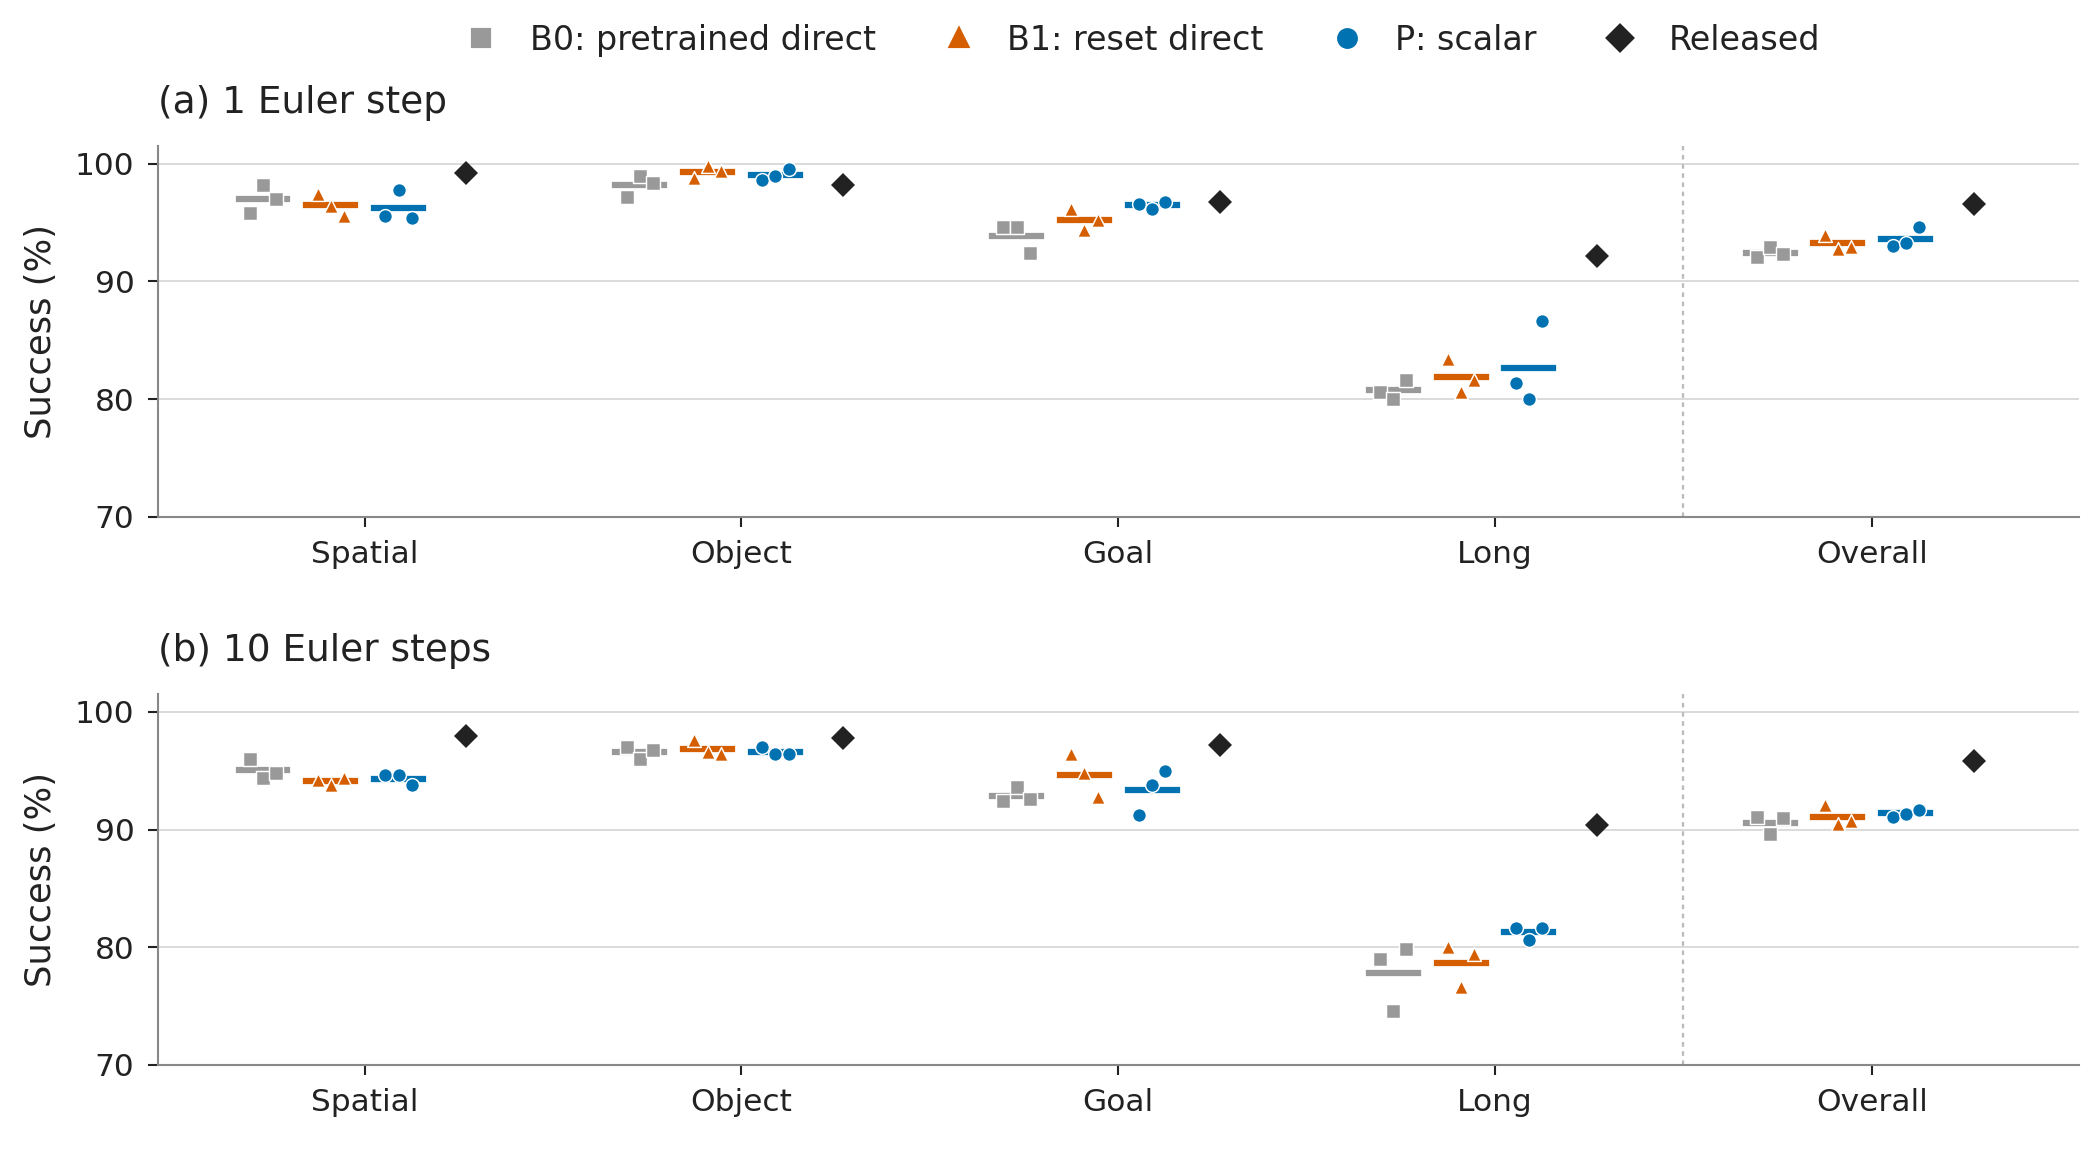 B0: pretrained direct B1: reset direct P: scalar Released
(a) 1 Euler step
Success (%)
100
90
80
70
Spatial Object Goal Long Overall
(b) 10 Euler steps
Success (%)
100
90
80
70
Spatial Object Goal Long Overall